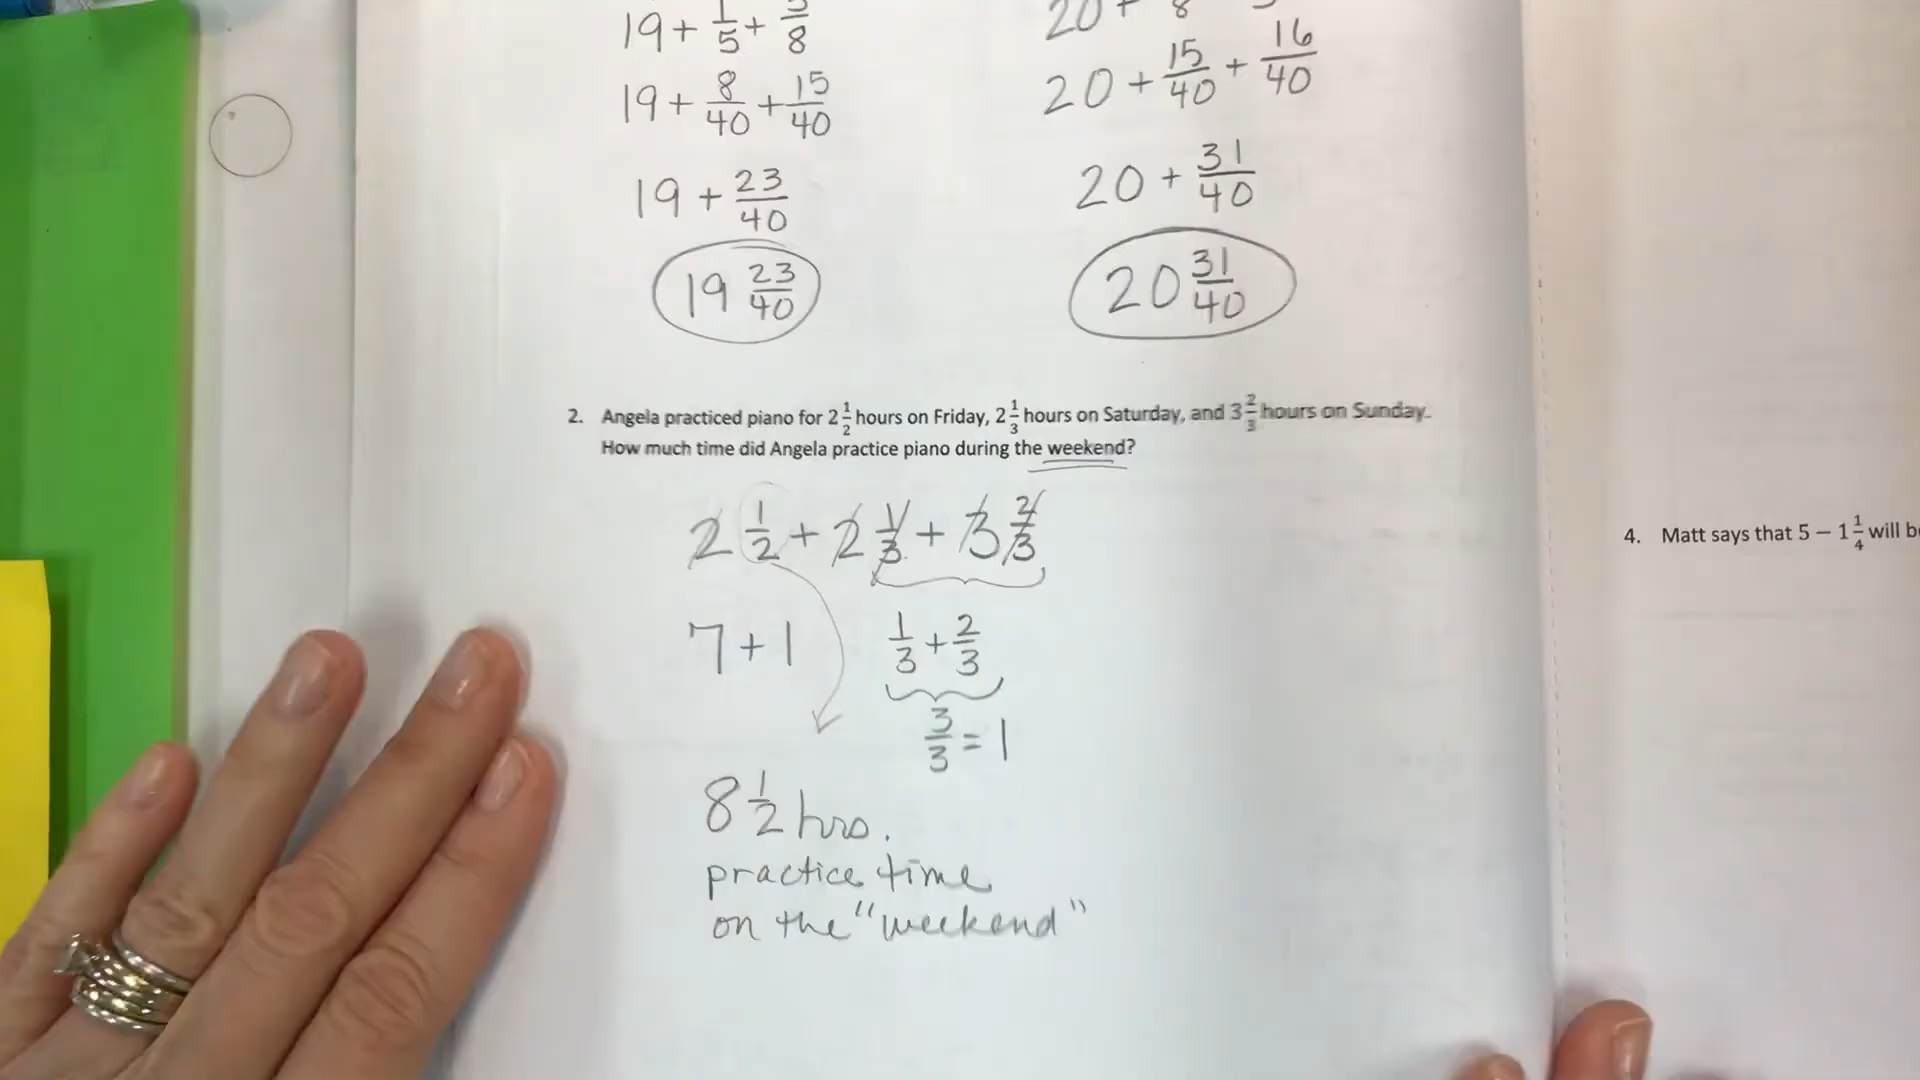 19 + 1/5 + 3/8
19 + 8/40 + 15/40
19 + 23/40
19 23/40
20 + 15/40 + 16/40
20 + 31/40
20 31/40
2. Angela practiced piano for 2 1/2 hours on Friday, 2 1/3 hours on Saturday, and 3 2/3 hours on Sunday.
How much time did Angela practice piano during the weekend?
2 1/2 + 2 1/3 + 3 2/3
7 + 1
1/3 + 2/3
3/3 = 1
8 1/2 hrs.
practice time
on the "weekend"
4. Matt says that 5 – 1 1/4 will